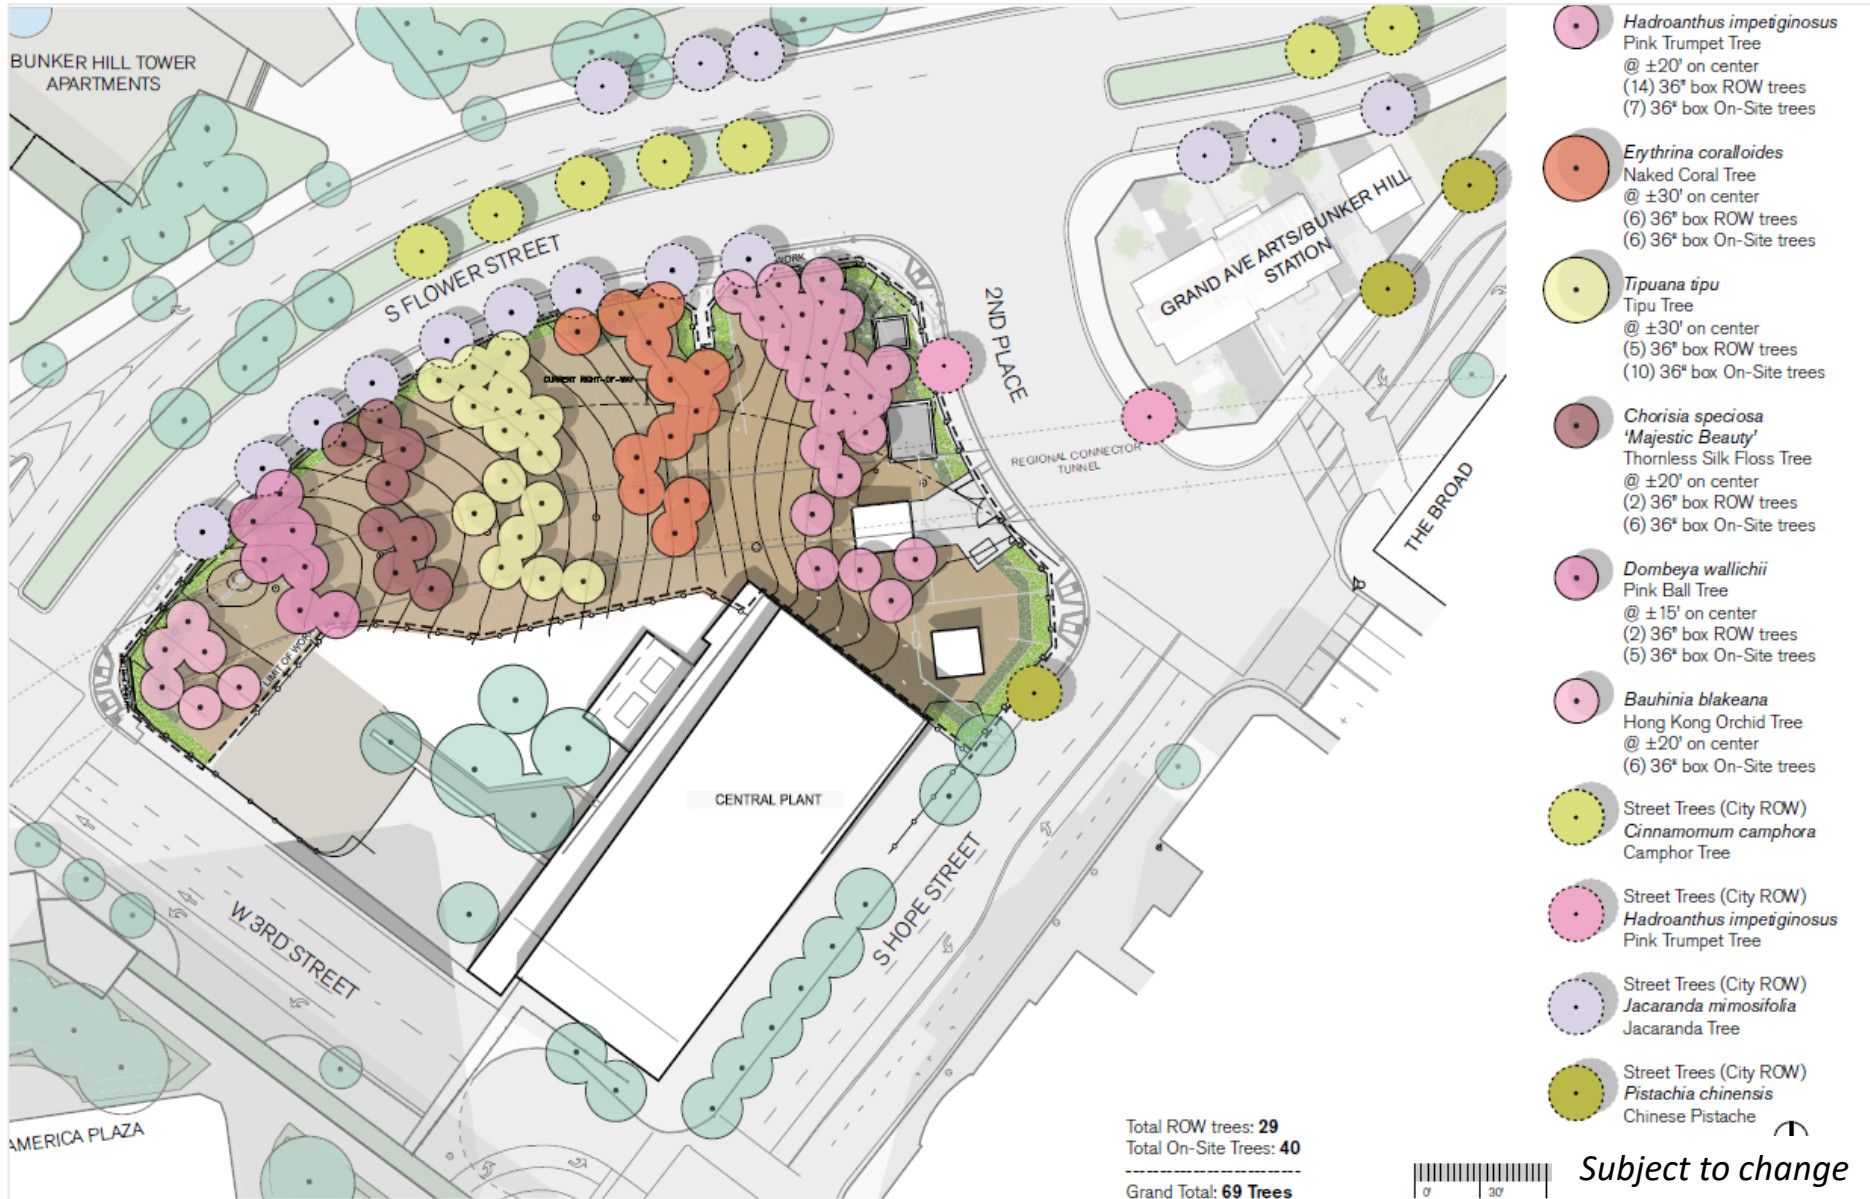 BUNKER HILL TOWER
APARTMENTS
S FLOWER STREET
2ND PLACE
GRAND AVE ARTS/BUNKER HILL
STATION
CURRENT RIGHT-OF-WAY
REGIONAL CONNECTOR
TUNNEL
THE BROAD
LIMIT OF WORK
CENTRAL PLANT
W 3RD STREET
S HOPE STREET
AMERICA PLAZA
Hadroanthus impetiginosus
Pink Trumpet Tree
@ ±20' on center
(14) 36" box ROW trees
(7) 36" box On-Site trees
Erythrina coralloides
Naked Coral Tree
@ ±30' on center
(6) 36" box ROW trees
(6) 36" box On-Site trees
Tipuana tipu
Tipu Tree
@ ±30' on center
(5) 36" box ROW trees
(10) 36" box On-Site trees
Chorisia speciosa
'Majestic Beauty'
Thornless Silk Floss Tree
@ ±20' on center
(2) 36" box ROW trees
(6) 36" box On-Site trees
Dombeya wallichii
Pink Ball Tree
@ ±15' on center
(2) 36" box ROW trees
(5) 36" box On-Site trees
Bauhinia blakeana
Hong Kong Orchid Tree
@ ±20' on center
(6) 36" box On-Site trees
Street Trees (City ROW)
Cinnamomum camphora
Camphor Tree
Street Trees (City ROW)
Hadroanthus impetiginosus
Pink Trumpet Tree
Street Trees (City ROW)
Jacaranda mimosifolia
Jacaranda Tree
Street Trees (City ROW)
Pistachia chinensis
Chinese Pistache
Total ROW trees: 29
Total On-Site Trees: 40
Grand Total: 69 Trees
0' 30'
Subject to change